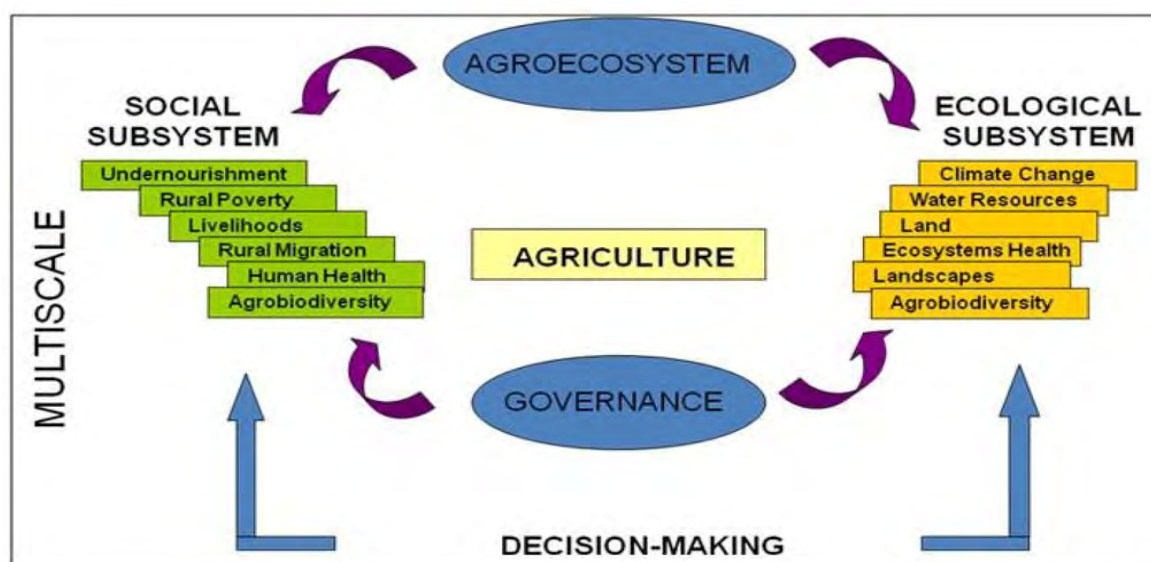 AGROECOSYSTEM
SOCIAL
SUBSYSTEM
Undernourishment
Rural Poverty
Livelihoods
Rural Migration
Human Health
Agrobiodiversity
ECOLOGICAL
SUBSYSTEM
Climate Change
Water Resources
Land
Ecosystems Health
Landscapes
Agrobiodiversity
AGRICULTURE
MULTISCALE
GOVERNANCE
DECISION-MAKING